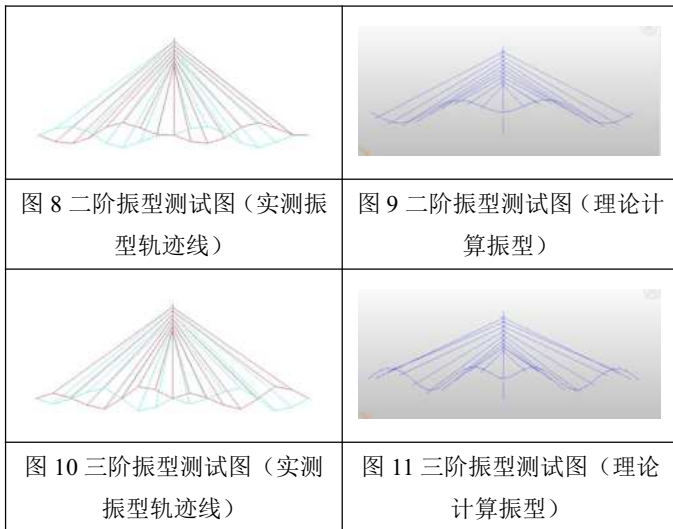 图 8 二阶振型测试图（实测振
型轨迹线）
图 9 二阶振型测试图（理论计
算振型）
图 10 三阶振型测试图（实测
振型轨迹线）
图 11 三阶振型测试图（理论
计算振型）